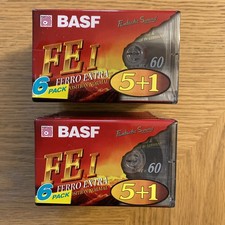 BASF
FE I
60
FERRO EXTRA
6 PACK
5+1
BASF
FE I
60
FERRO EXTRA
6 PACK
5+1